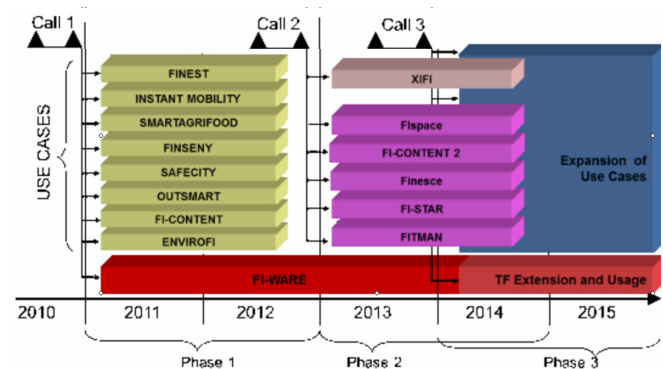 Call 1
Call 2
Call 3
USE CASES
FINEST
INSTANT MOBILITY
SMARTAGRIFOOD
FINSENY
SAFECITY
OUTSMART
FI-CONTENT
ENVIROFI
XIFI
FIspace
FI-CONTENT 2
Finesce
FI-STAR
FITMAN
Expansion of
Use Cases
FI-WARE
TF Extension and Usage
2010
2011
2012
2013
2014
2015
Phase 1
Phase 2
Phase 3